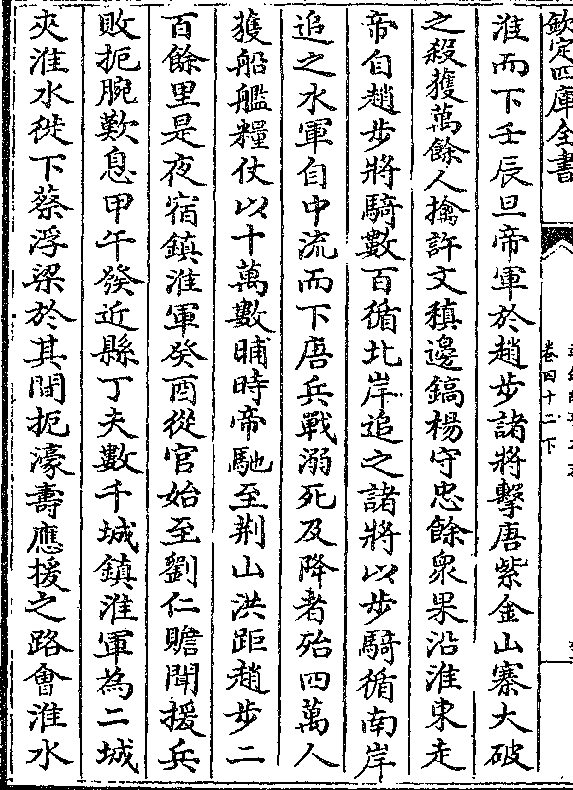 欽定四庫全書
卷四十二下
淮而下壬辰旦帝軍於趙步諸將擊唐紫金山寨大破
之殺獲萬餘人擒許文稹邊鎬楊守忠餘衆果沿淮東走
帝自趙步將騎數百循北岸追之諸將以步騎循南岸
追之水軍自中流而下唐兵戰溺死及降者殆四萬人
獲船艦糧仗以十萬數晡時帝馳至荆山洪距趙步二
百餘里是夜宿鎮淮軍癸酉從官始至劉仁贍聞援兵
敗扼腕歎息甲午發近縣丁夫數千城鎮淮軍為二城
夾淮水徙下蔡浮梁於其間扼濠壽應援之路會淮水